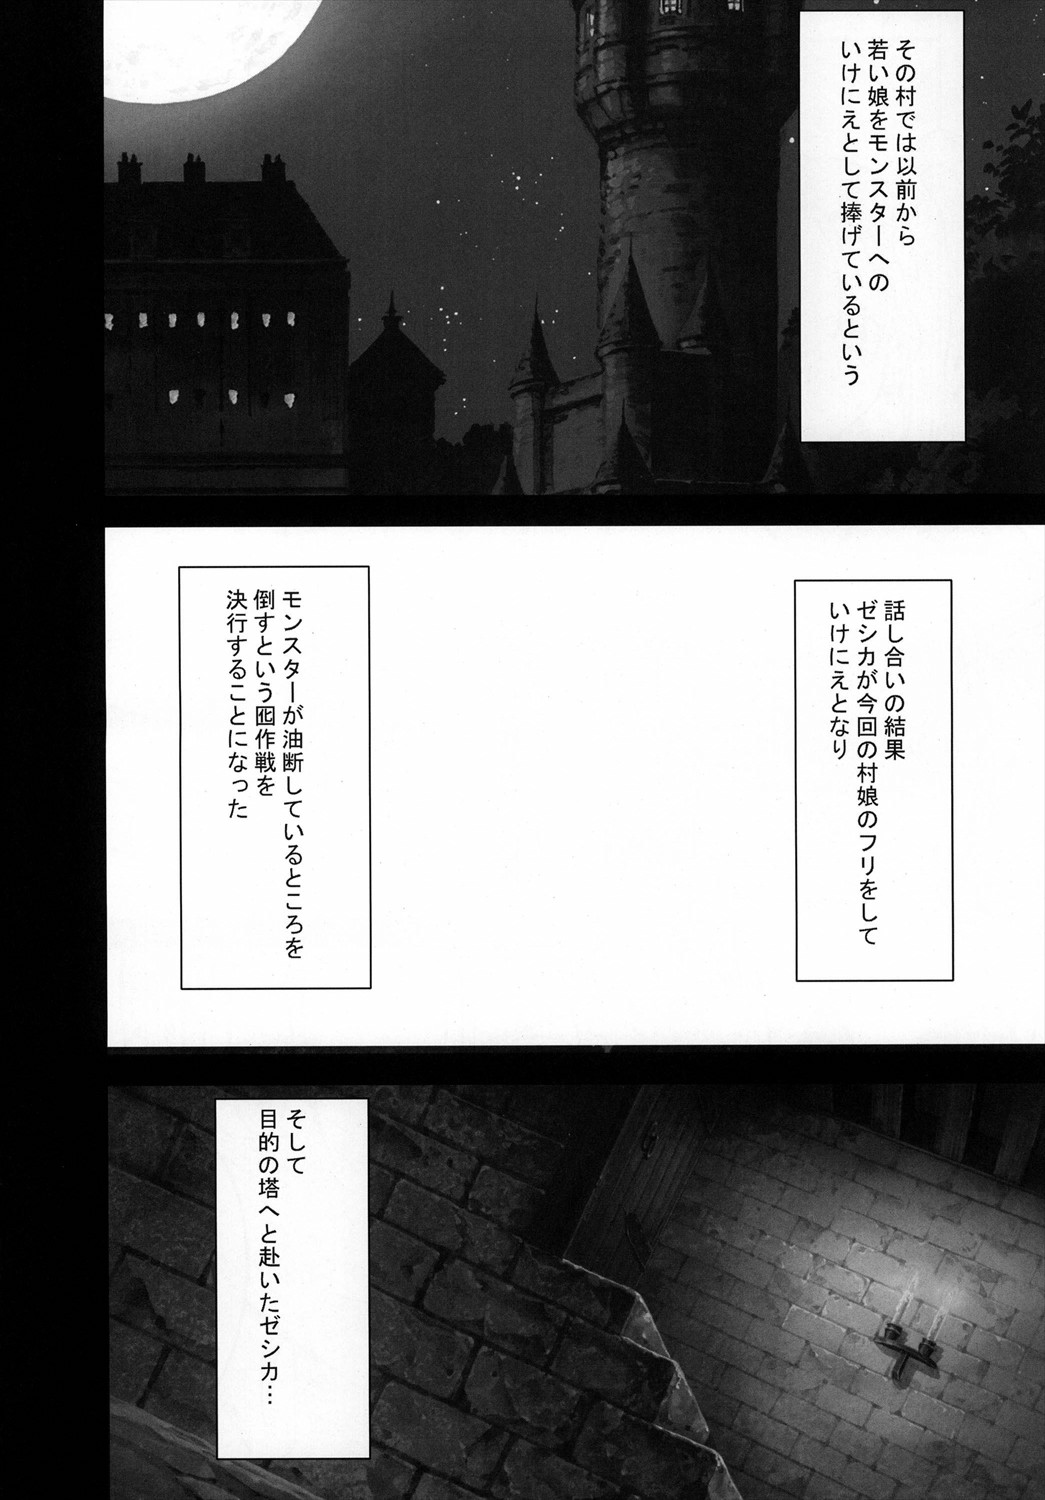 その村では以前から
若い娘をモンスターへの
いけにえとして捧げているという
話し合いの結果
ゼシカが今回の村娘のフリをして
いけにえとなり
モンスターが油断しているところを
倒すという囮作戦を
決行することになった
そして
目的の塔へと赴いたゼシカ…